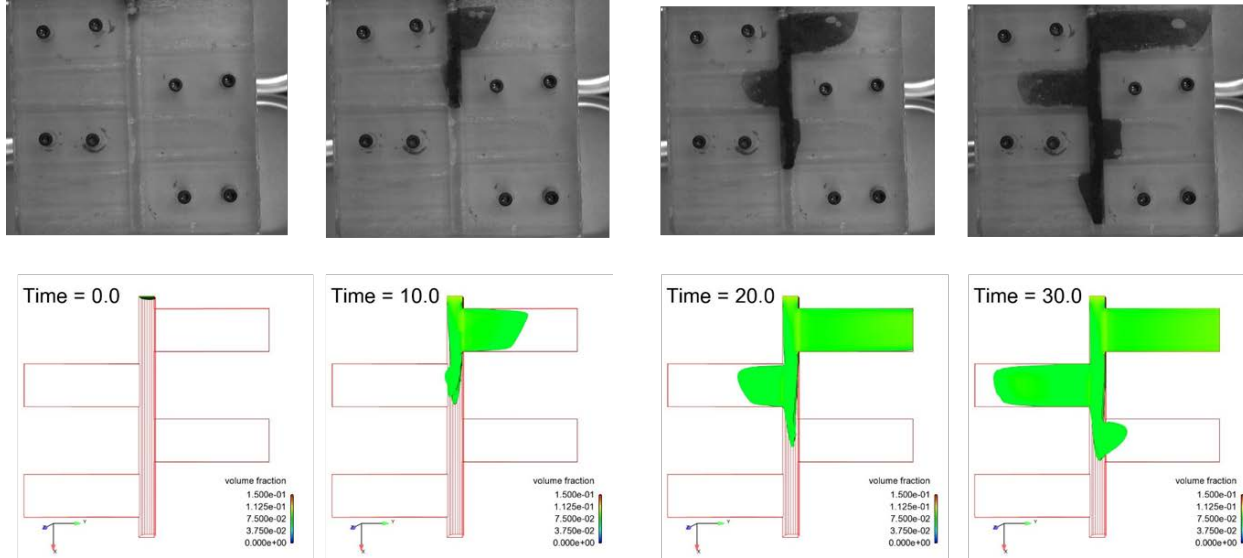 Time = 0.0
volume fraction
1.500e-01
1.125e-01
7.500e-02
3.750e-02
0.000e+00
Y
X
Time = 10.0
volume fraction
1.500e-01
1.125e-01
7.500e-02
3.750e-02
0.000e+00
Y
X
Time = 20.0
volume fraction
1.500e-01
1.125e-01
7.500e-02
3.750e-02
0.000e+00
Y
X
Time = 30.0
volume fraction
1.500e-01
1.125e-01
7.500e-02
3.750e-02
0.000e+00
Y
X